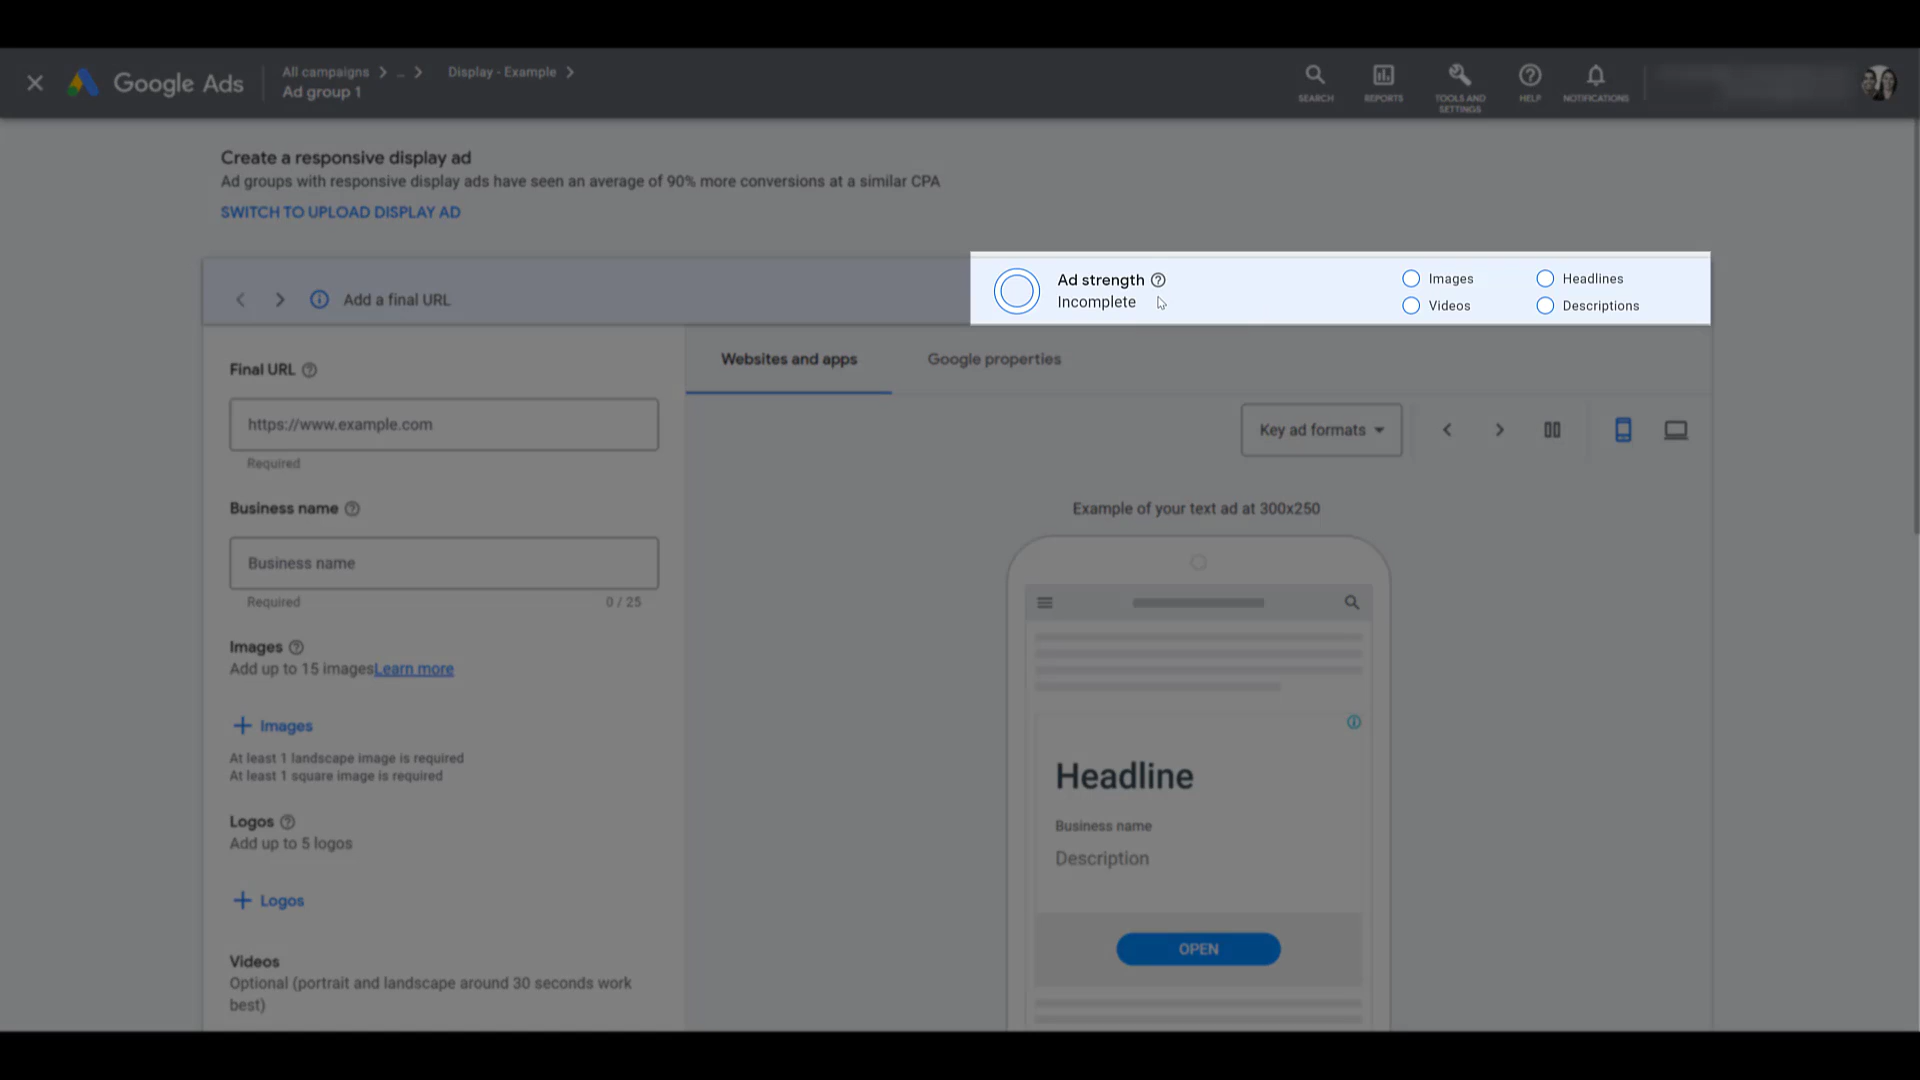 Google Ads
All campaigns > … > Display - Example >
Ad group 1
SEARCH
REPORTS
TOOLS AND
SETTINGS
HELP
NOTIFICATIONS
Create a responsive display ad
Ad groups with responsive display ads have seen an average of 90% more conversions at a similar CPA
SWITCH TO UPLOAD DISPLAY AD
Add a final URL
Ad strength
Incomplete
Images
Headlines
Videos
Descriptions
Final URL
https://www.example.com
Required
Business name
Business name
Required
0 / 25
Images
Add up to 15 imagesLearn more
+ Images
At least 1 landscape image is required
At least 1 square image is required
Logos
Add up to 5 logos
+ Logos
Videos
Optional (portrait and landscape around 30 seconds work
best)
Websites and apps
Google properties
Key ad formats
Example of your text ad at 300x250
Headline
Business name
Description
OPEN